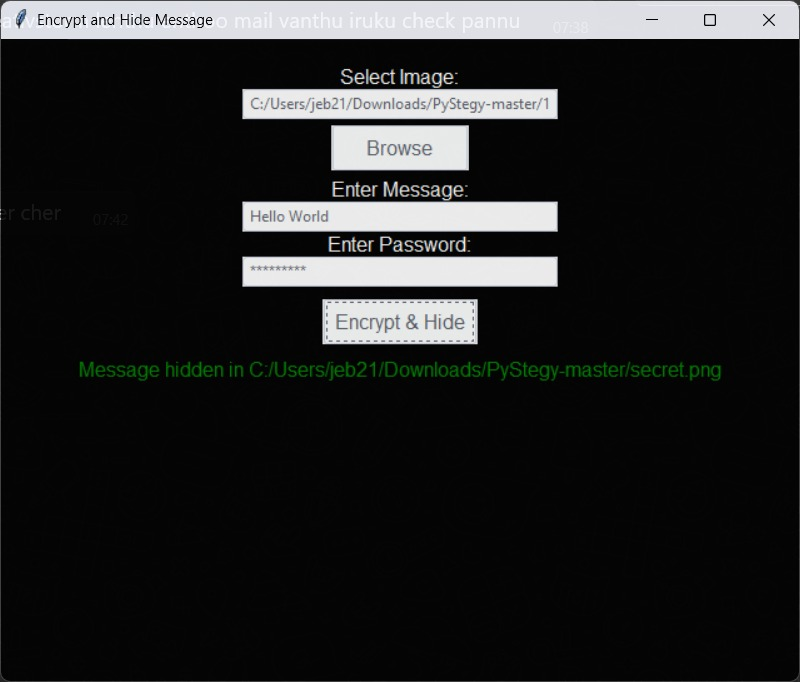 Encrypt and Hide Message
mail vanthu iruku check pannu
07:38
Select Image:
C:/Users/jeb21/Downloads/PyStegy-master/1
Browse
Enter Message:
Hello World
er cher
07:42
Enter Password:
*********
Encrypt & Hide
Message hidden in C:/Users/jeb21/Downloads/PyStegy-master/secret.png